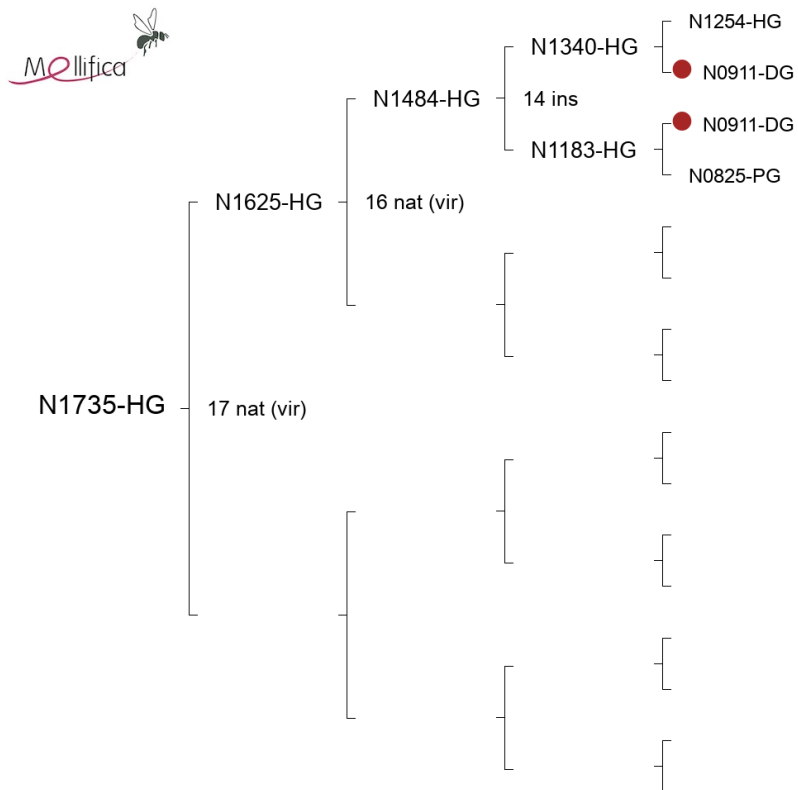 Mellifica
N1254-HG
N1340-HG
N0911-DG
N1484-HG
14 ins
N0911-DG
N1183-HG
N0825-PG
N1625-HG
16 nat (vir)
N1735-HG
17 nat (vir)